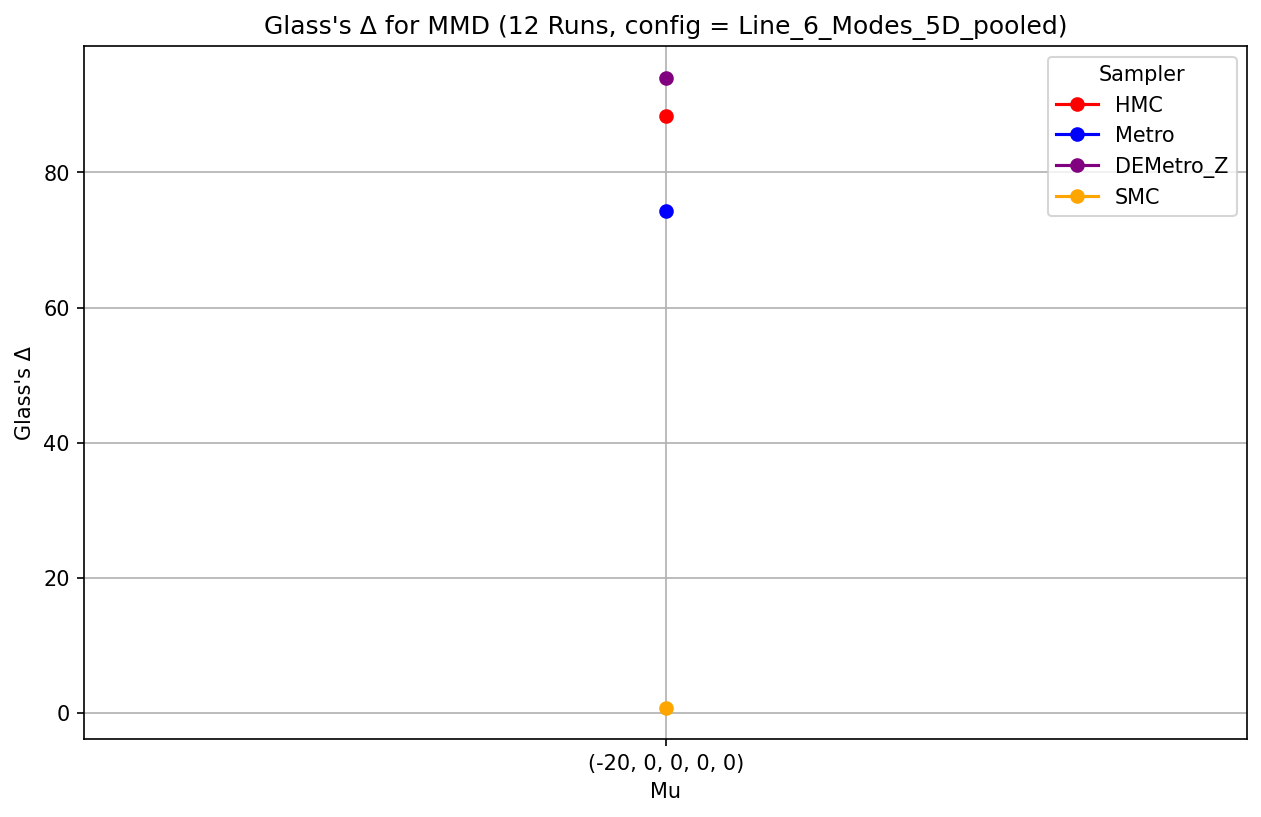 Glass's Δ for MMD (12 Runs, config = Line_6_Modes_5D_pooled)
Sampler
HMC
Metro
DEMetro_Z
SMC
80
60
40
20
0
Glass's Δ
(-20, 0, 0, 0, 0)
Mu